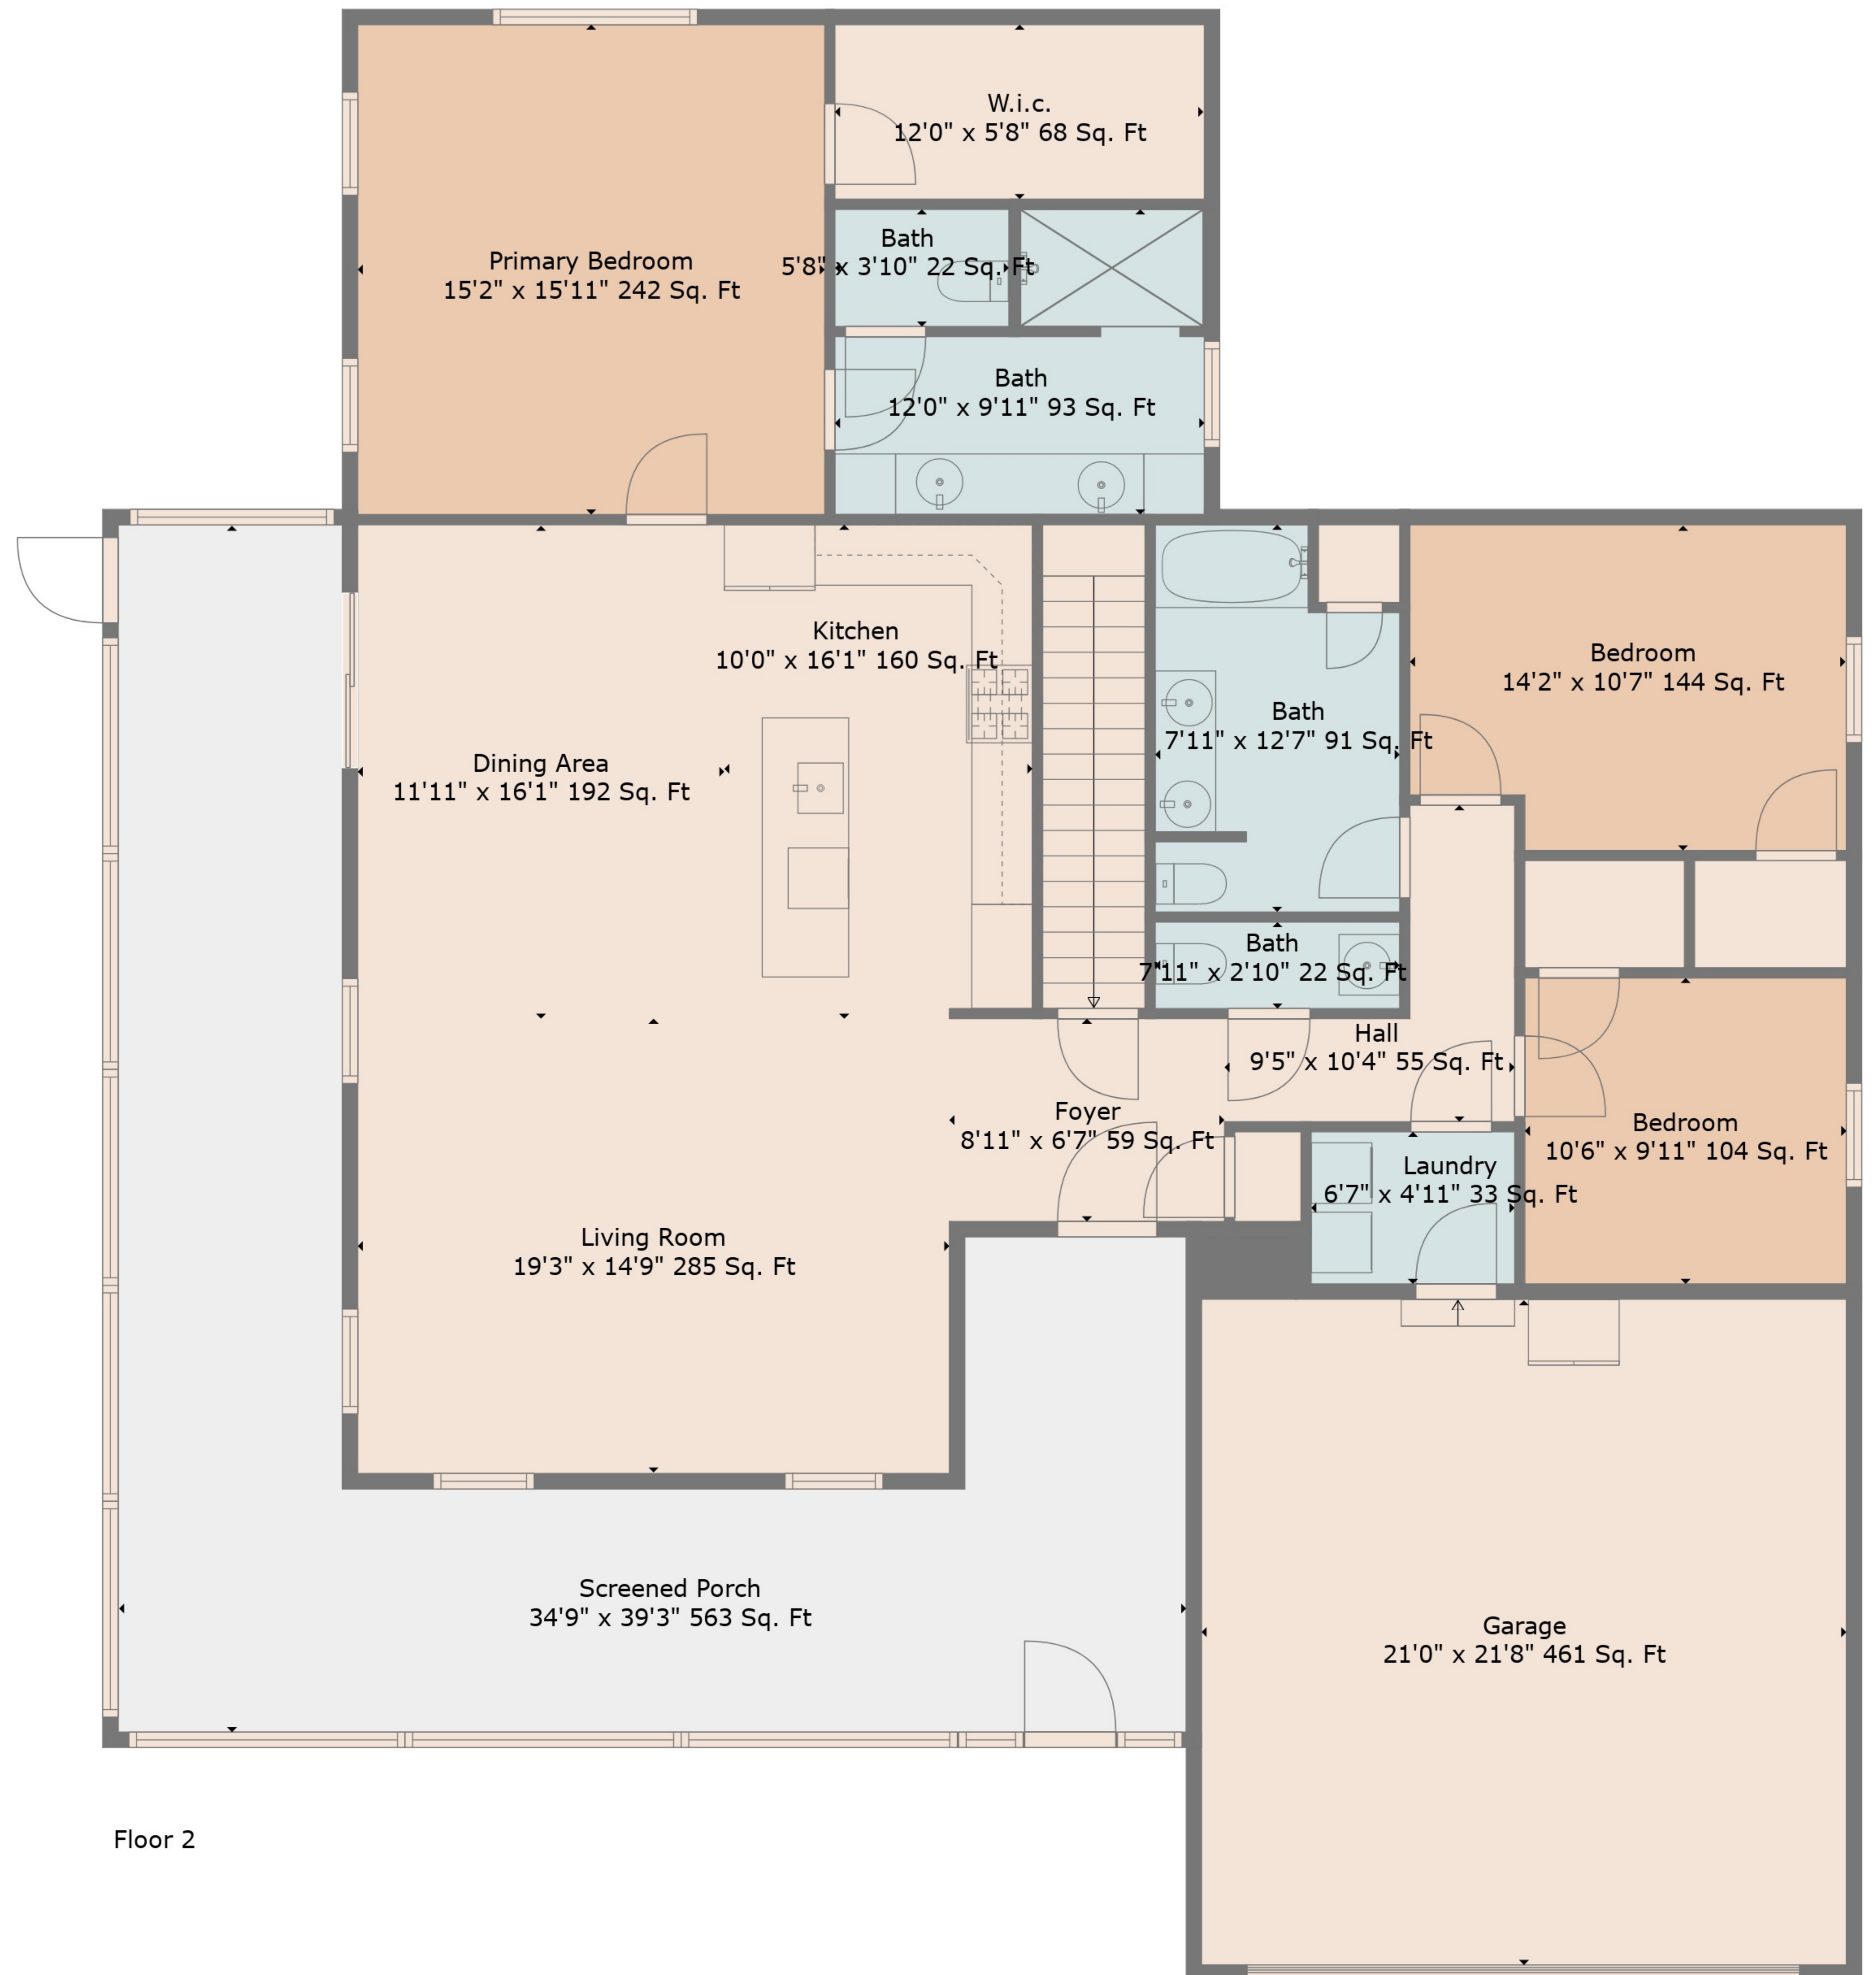 W.i.c.
12'0" x 5'8" 68 Sq. Ft
Bath
5'8" x 3'10" 22 Sq. Ft
Primary Bedroom
15'2" x 15'11" 242 Sq. Ft
Bath
12'0" x 9'11" 93 Sq. Ft
Kitchen
10'0" x 16'1" 160 Sq. Ft
Bedroom
14'2" x 10'7" 144 Sq. Ft
Bath
7'11" x 12'7" 91 Sq. Ft
Dining Area
11'11" x 16'1" 192 Sq. Ft
Bath
7'11" x 2'10" 22 Sq. Ft
Hall
9'5" x 10'4" 55 Sq. Ft
Foyer
8'11" x 6'7" 59 Sq. Ft
Bedroom
10'6" x 9'11" 104 Sq. Ft
Laundry
6'7" x 4'11" 33 Sq. Ft
Living Room
19'3" x 14'9" 285 Sq. Ft
Screened Porch
34'9" x 39'3" 563 Sq. Ft
Garage
21'0" x 21'8" 461 Sq. Ft
Floor 2